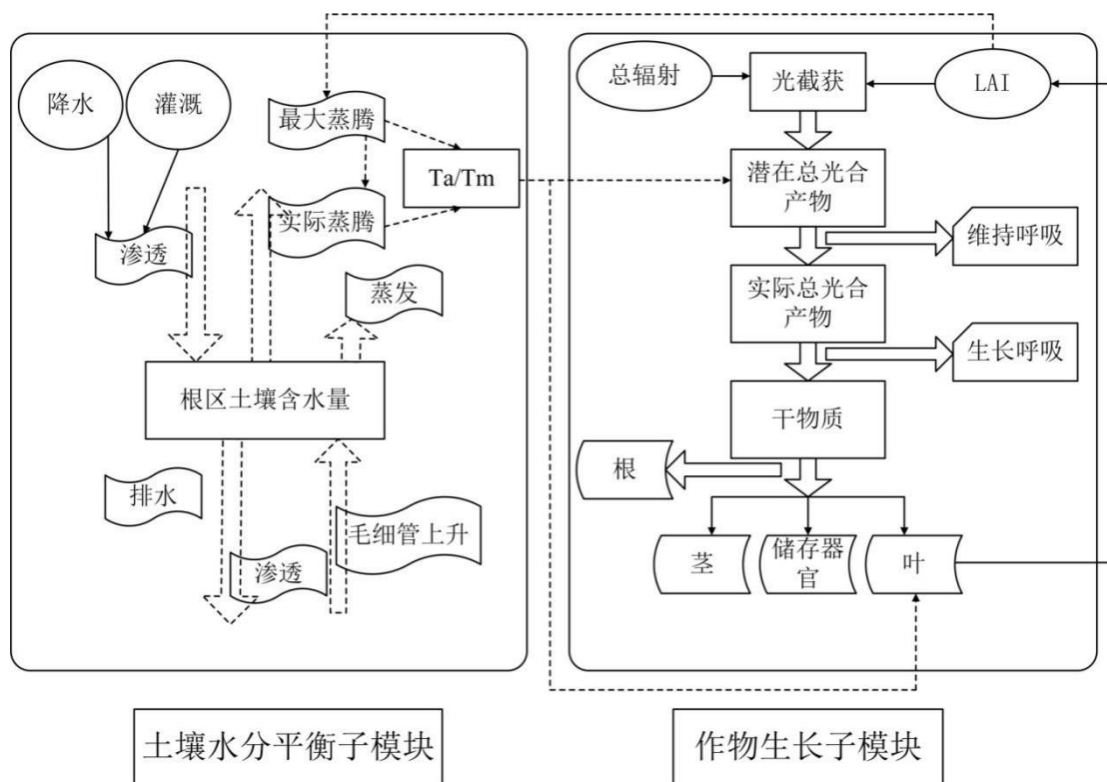 降水
灌溉
最大蒸腾
Ta/Tm
实际蒸腾
渗透
蒸发
根区土壤含水量
排水
渗透
毛细管上升
土壤水分平衡子模块
总辐射
光截获
LAI
潜在总光合
产物
维持呼吸
实际总光合
产物
生长呼吸
干物质
根
茎
储存器
官
叶
作物生长子模块